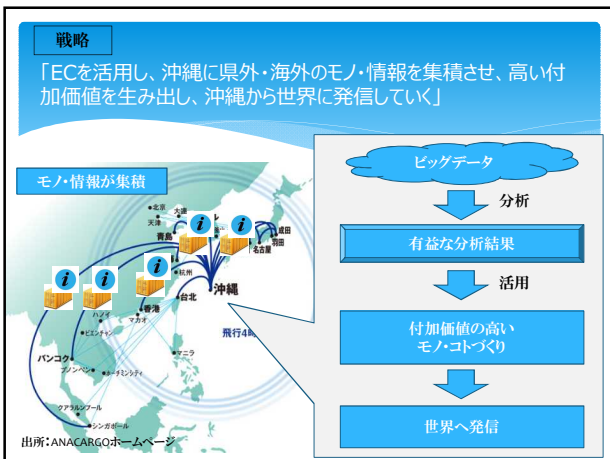 戦略
「ECを活用し、沖縄に県外・海外のモノ・情報を集積させ、高い付
加価値を生み出し、沖縄から世界に発信していく」
モノ・情報が集積
ビッグデータ
分析
有益な分析結果
活用
付加価値の高い
モノ・コトづくり
世界へ発信
北京
大連
天津
青島
成田
羽田
名古屋
杭州
沖縄
台北
香港
マカオ
ハノイ
ビエンチャン
飛行4時
バンコク
マニラ
プノンペン
ホーチミンシティ
クアラルンプール
シンガポール
i
i
i
i
i
出所：ANACARGOホームページ